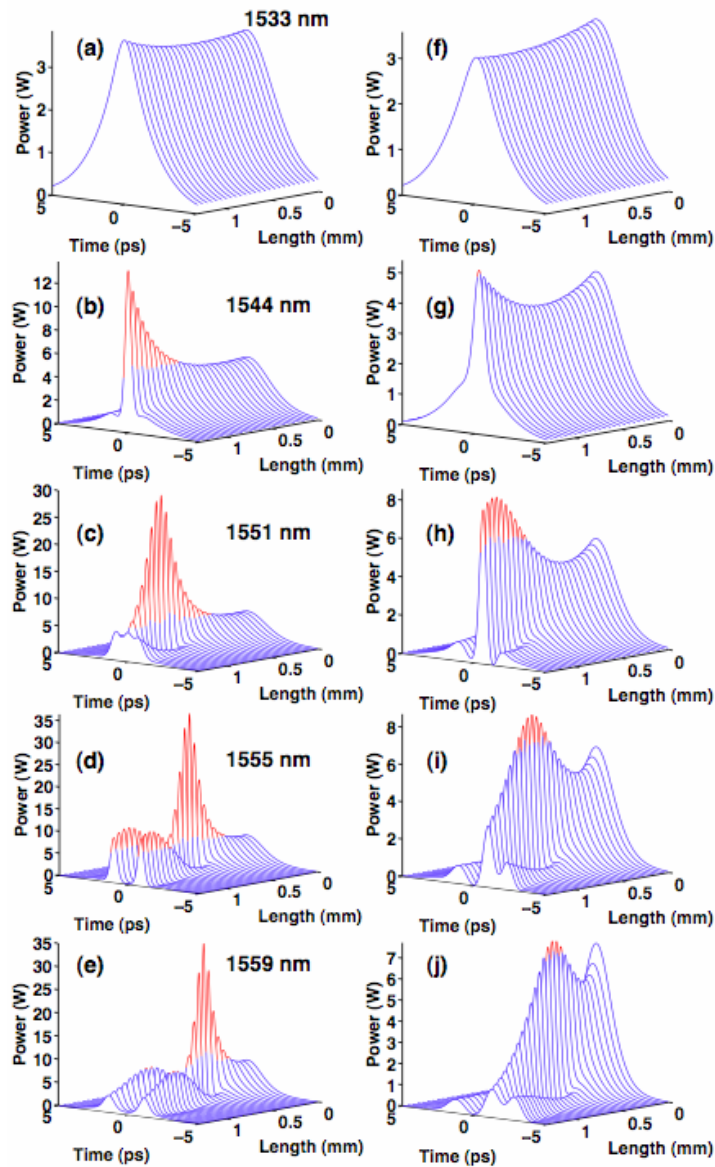 1533 nm
(a)
Power (W)
3
2
1
0
5
0
−5
Time (ps)
1
0.5
0
Length (mm)
(f)
Power (W)
3
2
1
0
5
0
−5
Time (ps)
1
0.5
0
Length (mm)
(b)
1544 nm
Power (W)
12
10
8
6
4
2
0
5
0
−5
Time (ps)
1
0.5
0
Length (mm)
(g)
Power (W)
5
4
3
2
1
0
5
0
−5
Time (ps)
1
0.5
0
Length (mm)
(c)
1551 nm
Power (W)
30
25
20
15
10
5
0
5
0
−5
Time (ps)
1
0.5
0
Length (mm)
(h)
Power (W)
8
6
4
2
0
5
0
−5
Time (ps)
1
0.5
0
Length (mm)
(d)
1555 nm
Power (W)
35
30
25
20
15
10
5
0
5
0
−5
Time (ps)
1
0.5
0
Length (mm)
(i)
Power (W)
8
6
4
2
0
5
0
−5
Time (ps)
1
0.5
0
Length (mm)
(e)
1559 nm
Power (W)
35
30
25
20
15
10
5
0
5
0
−5
Time (ps)
1
0.5
0
Length (mm)
(j)
Power (W)
7
6
5
4
3
2
1
0
5
0
−5
Time (ps)
1
0.5
0
Length (mm)